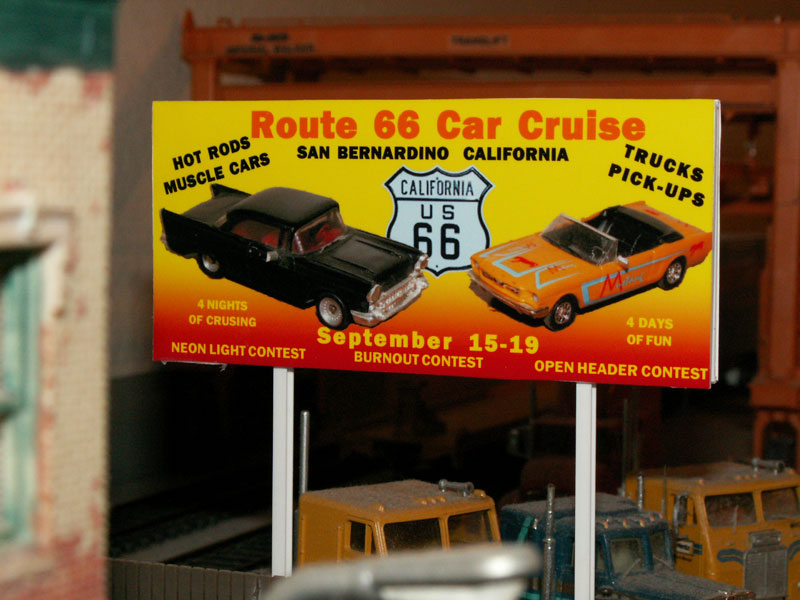 Route 66 Car Cruise
SAN BERNARDINO CALIFORNIA
HOT RODS
MUSCLE CARS
TRUCKS
PICK-UPS
CALIFORNIA
US
66
4 NIGHTS
OF CRUSING
4 DAYS
OF FUN
September 15-19
NEON LIGHT CONTEST
BURNOUT CONTEST
OPEN HEADER CONTEST